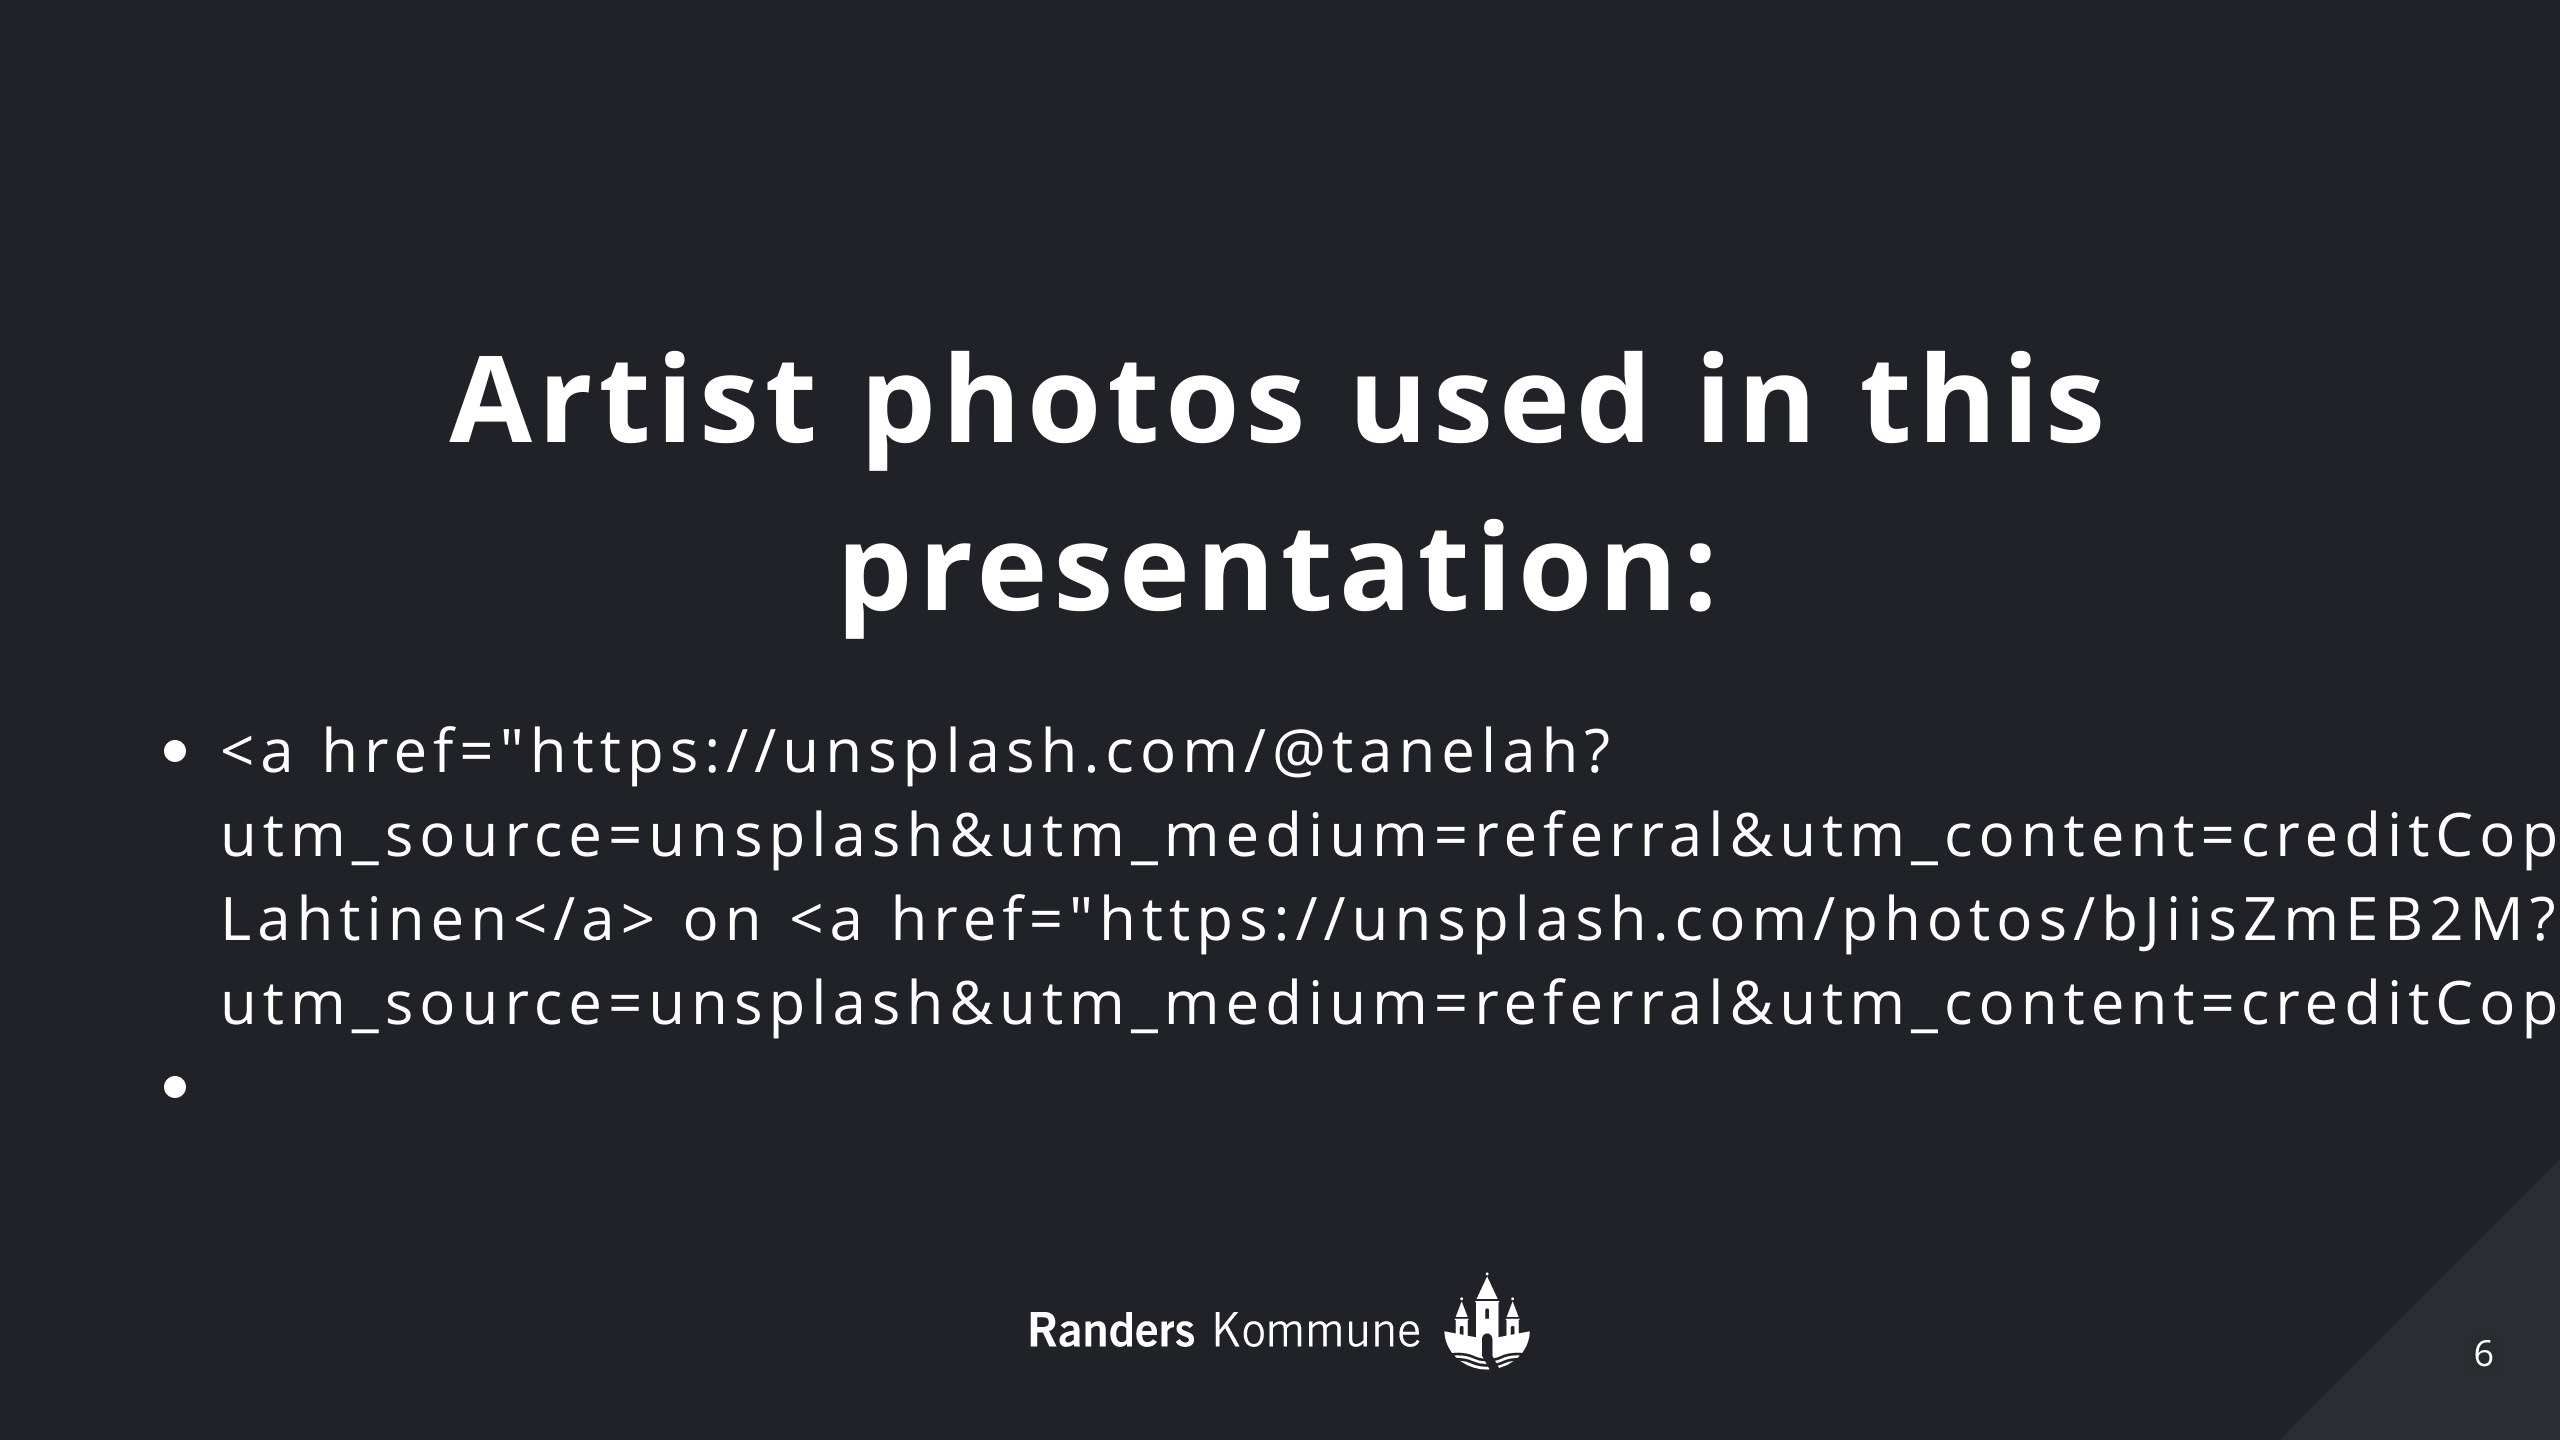 Artist photos used in this
presentation:
<a href="https://unsplash.com/@tanelah?
utm_source=unsplash&utm_medium=referral&utm_content=creditCop
Lahtinen</a> on <a href="https://unsplash.com/photos/bJiisZmEB2M?
utm_source=unsplash&utm_medium=referral&utm_content=creditCop
Randers Kommune
6